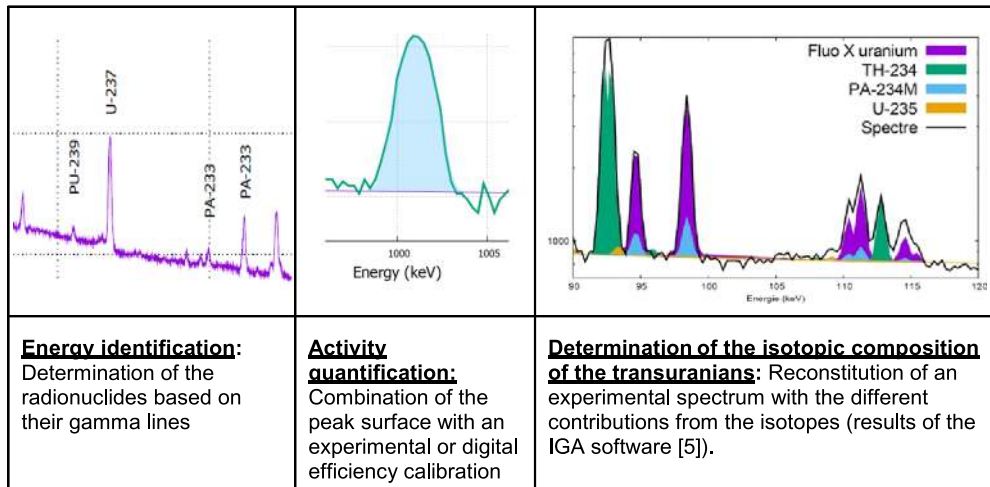 PU-239
U-237
PA-233
PA-233
1000
1005
Energy (keV)
Fluo X uranium
TH-234
PA-234M
U-235
Spectre
1000
90
95
100
105
110
115
120
Energie (keV)
Energy identification:
Determination of the
radionuclides based on
their gamma lines
Activity
quantification:
Combination of the
peak surface with an
experimental or digital
efficiency calibration
Determination of the isotopic composition
of the transuranians: Reconstitution of an
experimental spectrum with the different
contributions from the isotopes (results of the
IGA software [5]).